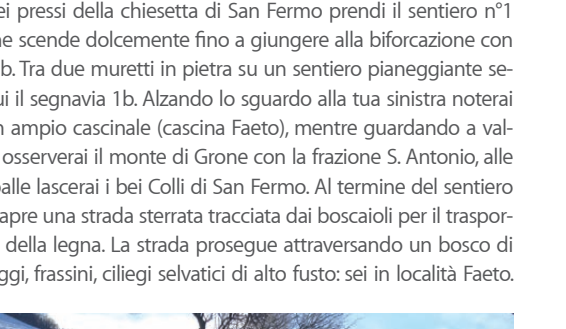 ei pressi della chiesetta di San Fermo prendi il sentiero n°1
ne scende dolcemente fino a giungere alla biforcazione con
b. Tra due muretti in pietra su un sentiero pianeggiante se-
ui il segnavia 1b. Alzando lo sguardo alla tua sinistra noterai
n ampio cascinale (cascina Faeto), mentre guardando a val-
osserverai il monte di Grone con la frazione S. Antonio, alle
palle lascerai i bei Colli di San Fermo. Al termine del sentiero
apre una strada sterrata tracciata dai boscaioli per il traspor-
della legna. La strada prosegue attraversando un bosco di
ggi, frassini, ciliegi selvatici di alto fusto: sei in località Faeto.